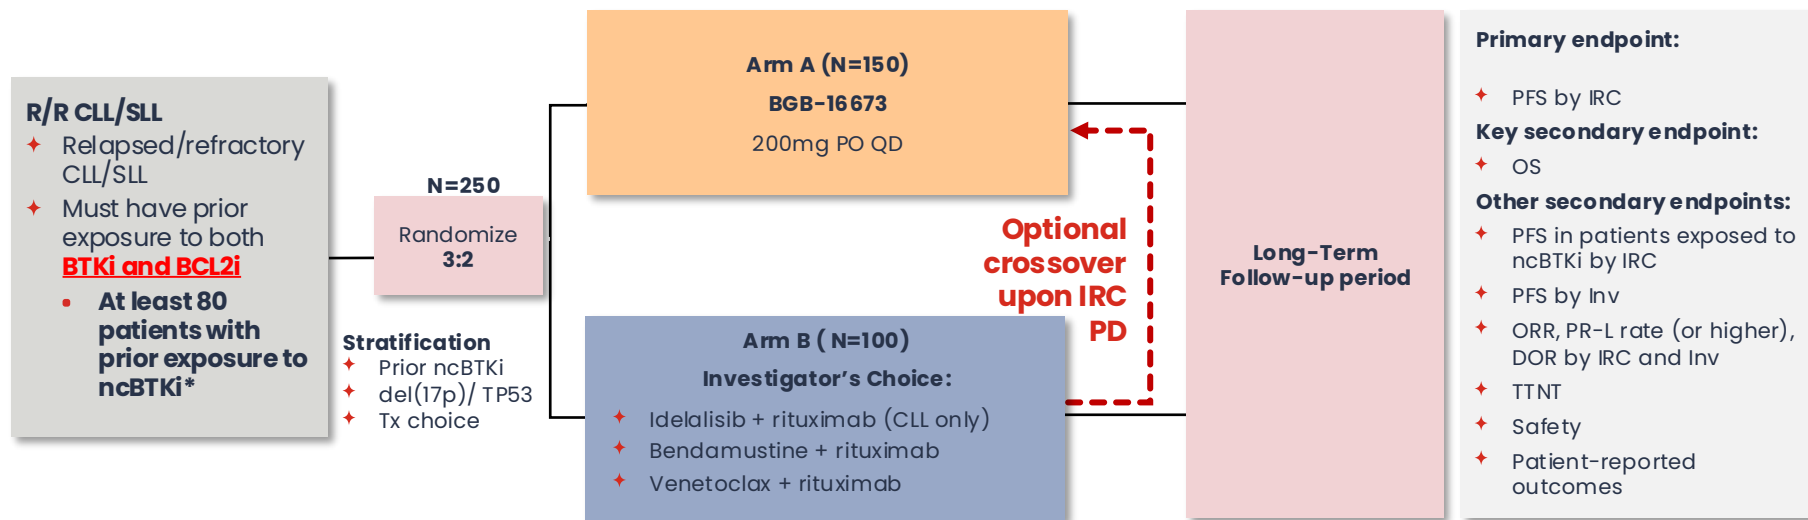 R/R CLL/SLL
Relapsed/refractory
CLL/SLL
Must have prior
exposure to both
BTKi and BCL2i
At least 80
patients with
prior exposure to
ncBTKi*
N=250
Randomize
3:2
Stratification
Prior ncBTKi
del(17p)/ TP53
Tx choice
Arm A (N=150)
BGB-16673
200mg PO QD
Optional
crossover
upon IRC
PD
Arm B ( N=100)
Investigator's Choice:
Idelalisib + rituximab (CLL only)
Bendamustine + rituximab
Venetoclax + rituximab
Long-Term
Follow-up period
Primary endpoint:
PFS by IRC
Key secondary endpoint:
OS
Other secondary endpoints:
PFS in patients exposed to
ncBTKi by IRC
PFS by Inv
ORR, PR-L rate (or higher),
DOR by IRC and Inv
TTNT
Safety
Patient-reported
outcomes